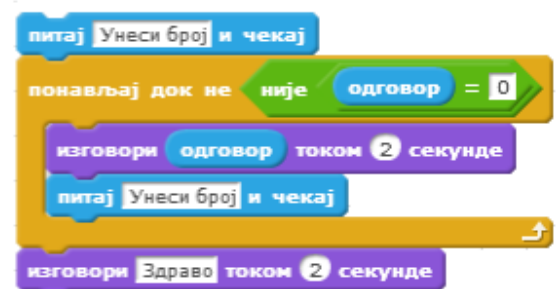 питај Унеси број и чекај
понављај док не није одговор = 0
изговори одговор током 2 секунде
питај Унеси број и чекај
изговори Здраво током 2 секунде